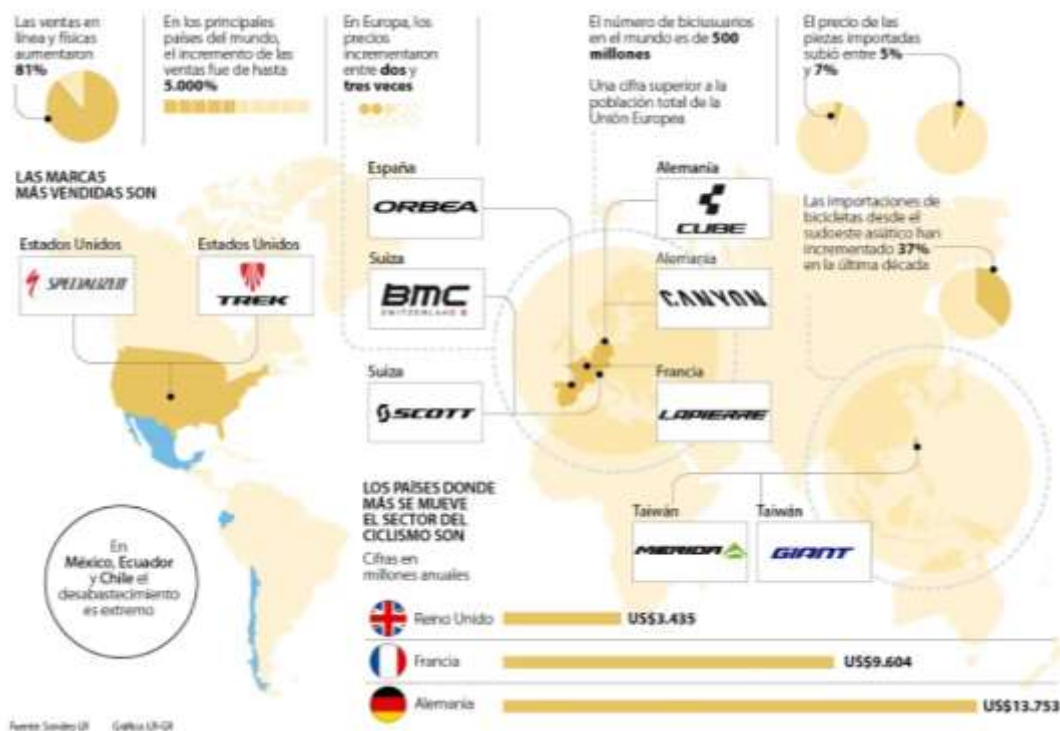 Las ventas en
línea y físicas
aumentaron
81%
En los principales
países del mundo,
el incremento de las
ventas fue de hasta
5.000%
En Europa, los
precios
incrementaron
entre dos y
tres veces
El número de biciusuarios
en el mundo es de 500
millones
Una cifra superior a la
población total de la
Unión Europea
El precio de las
piezas importadas
subió entre 5%
y 7%
LAS MARCAS
MÁS VENDIDAS SON
Estados Unidos
SPECIALIZED
Estados Unidos
TREK
España
ORBEA
Suiza
BMC
SWITZERLAND
Suiza
SCOTT
Alemania
CUBE
Alemania
CANYON
Francia
LAPIERRE
Las importaciones de
bicicletas desde el
sudoeste asiático han
incrementado 37%
en la última década
Taiwán
MERIDA
Taiwán
GIANT
En
México, Ecuador
y Chile el
desabastecimiento
es extremo
LOS PAÍSES DONDE
MÁS SE MUEVE
EL SECTOR DEL
CICLISMO SON
Cifras en
millones anuales
Reino Unido US$3.435
Francia US$9.604
Alemania US$13.753
Fuente: Sondeo LR Gráfico: LR-GR